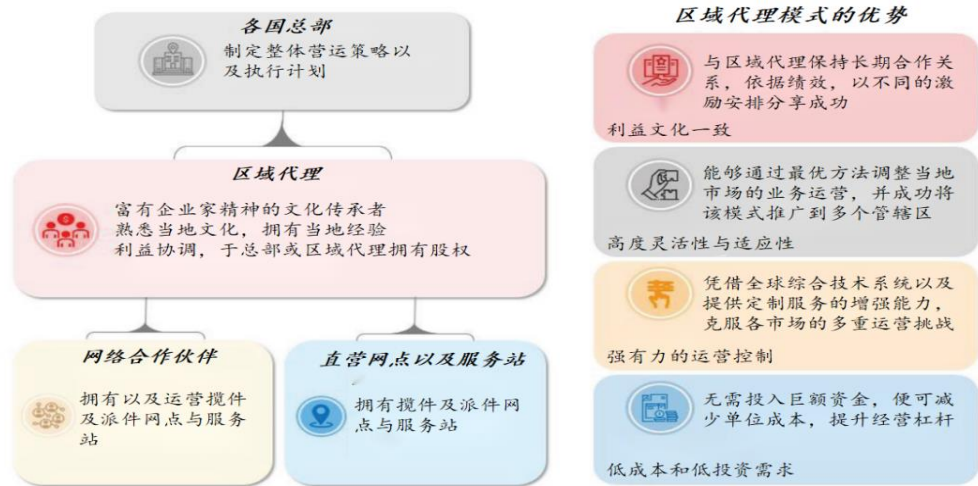 各国总部
制定整体营运策略以
及执行计划
区域代理
富有企业家精神的文化传承者
熟悉当地文化，拥有当地经验
利益协调，于总部或区域代理拥有股权
网络合作伙伴
拥有以及运营揽件
及派件网点与服务
站
直营网点以及服务站
拥有揽件及派件网
点与服务站
区域代理模式的优势
与区域代理保持长期合作关
系，依据绩效，以不同的激
励安排分享成功
利益文化一致
能够通过最优方法调整当地
市场的业务运营，并成功将
该模式推广到多个管辖区
高度灵活性与适应性
凭借全球综合技术系统以及
提供定制服务的增强能力，
克服各市场的多重运营挑战
强有力的运营控制
无需投入巨额资金，便可减
少单位成本，提升经营杠杆
低成本和低投资需求